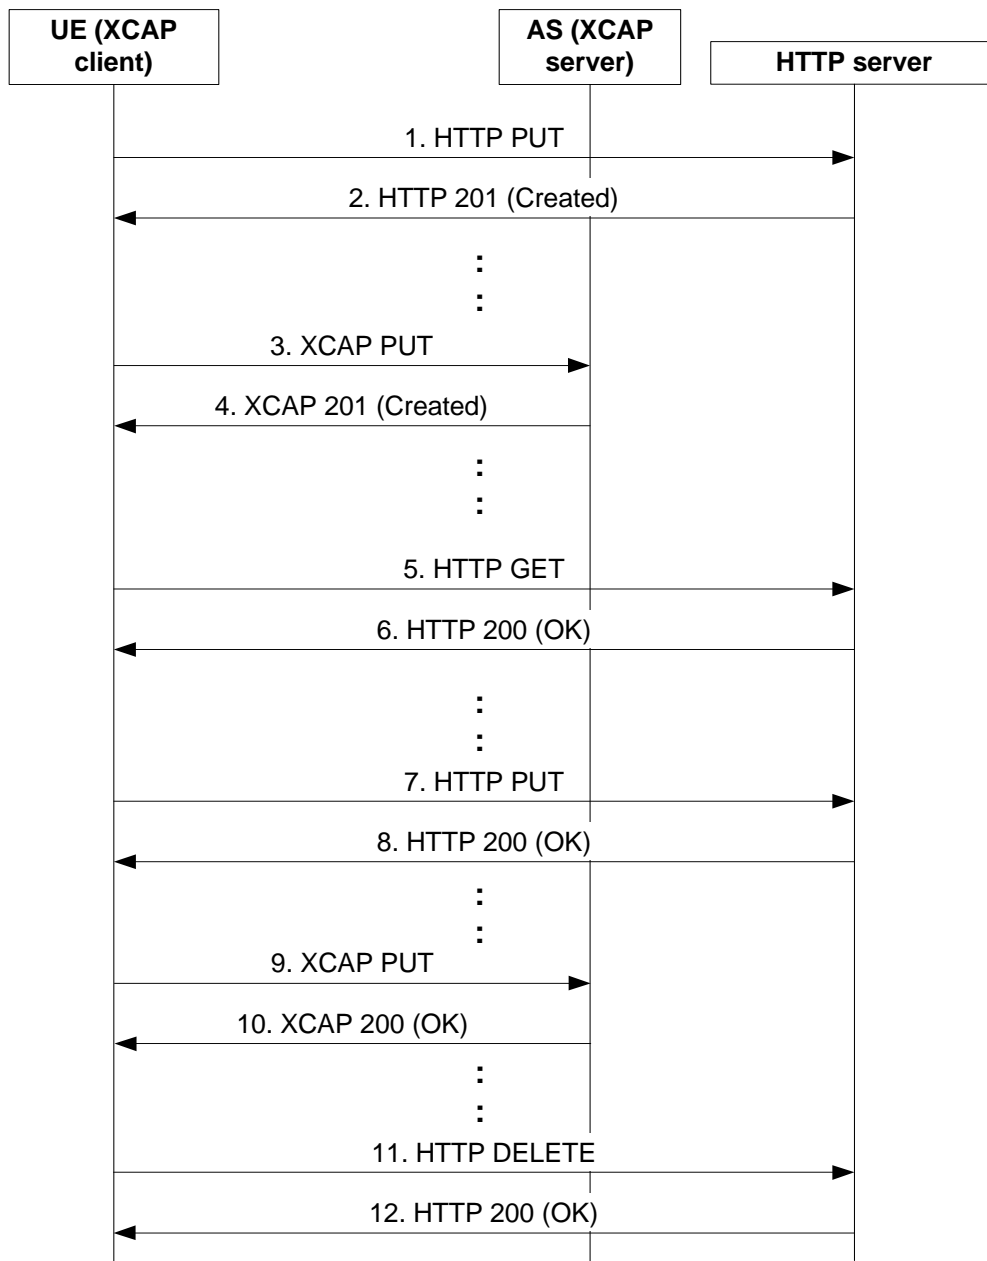 UE (XCAP
client)
AS (XCAP
server)
HTTP server
1. HTTP PUT
2. HTTP 201 (Created)
:
:
3. XCAP PUT
4. XCAP 201 (Created)
:
:
5. HTTP GET
6. HTTP 200 (OK)
:
:
7. HTTP PUT
8. HTTP 200 (OK)
:
:
9. XCAP PUT
10. XCAP 200 (OK)
:
:
11. HTTP DELETE
12. HTTP 200 (OK)